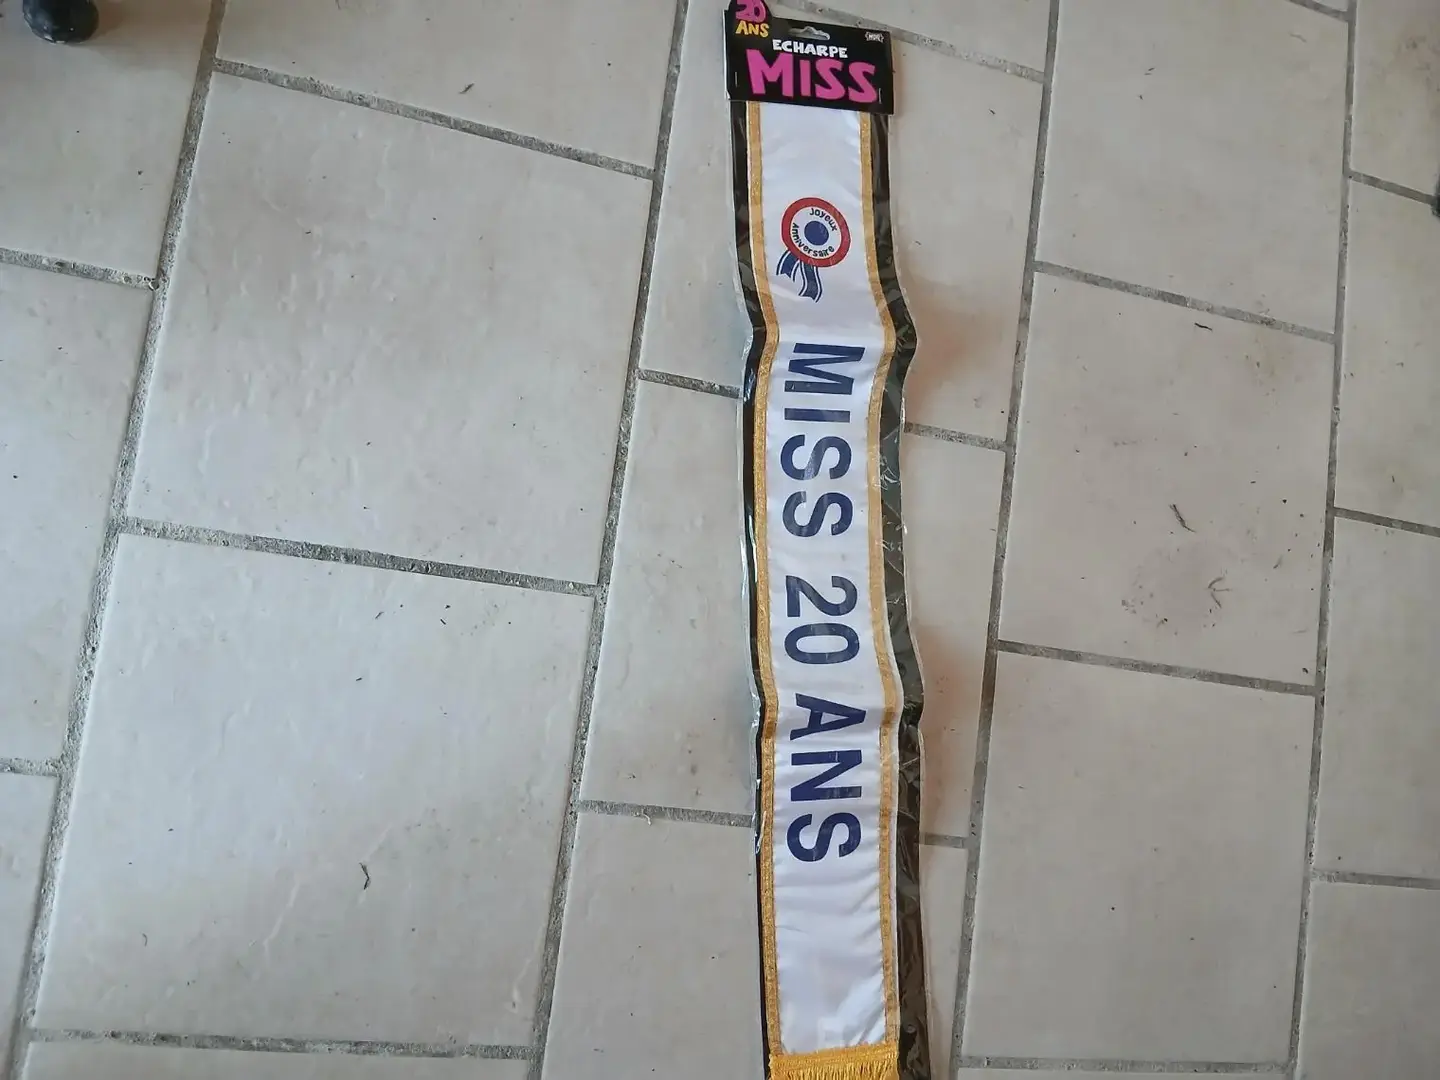 20
ANS
ECHARPE
MISS
Joyeux
Anniversaire
MISS 20 ANS